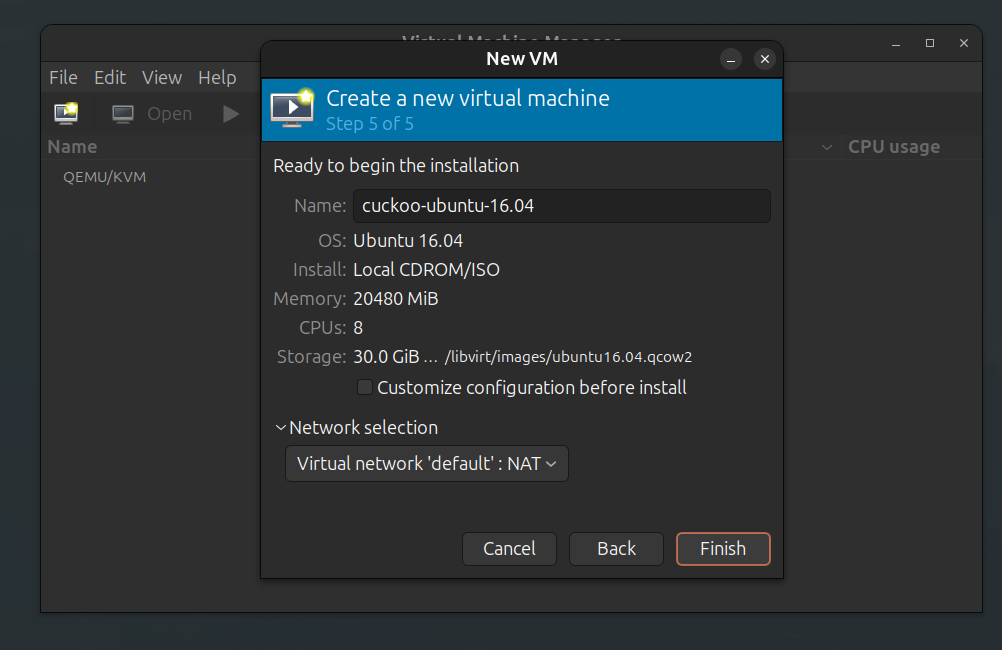 Virtual Machine Manager
New VM
File Edit View Help
Create a new virtual machine
Step 5 of 5
Open
Name
CPU usage
QEMU/KVM
Ready to begin the installation
Name: cuckoo-ubuntu-16.04
OS: Ubuntu 16.04
Install: Local CDROM/ISO
Memory: 20480 MiB
CPUs: 8
Storage: 30.0 GiB ... /libvirt/images/ubuntu16.04.qcow2
Customize configuration before install
Network selection
Virtual network 'default' : NAT
Cancel Back Finish